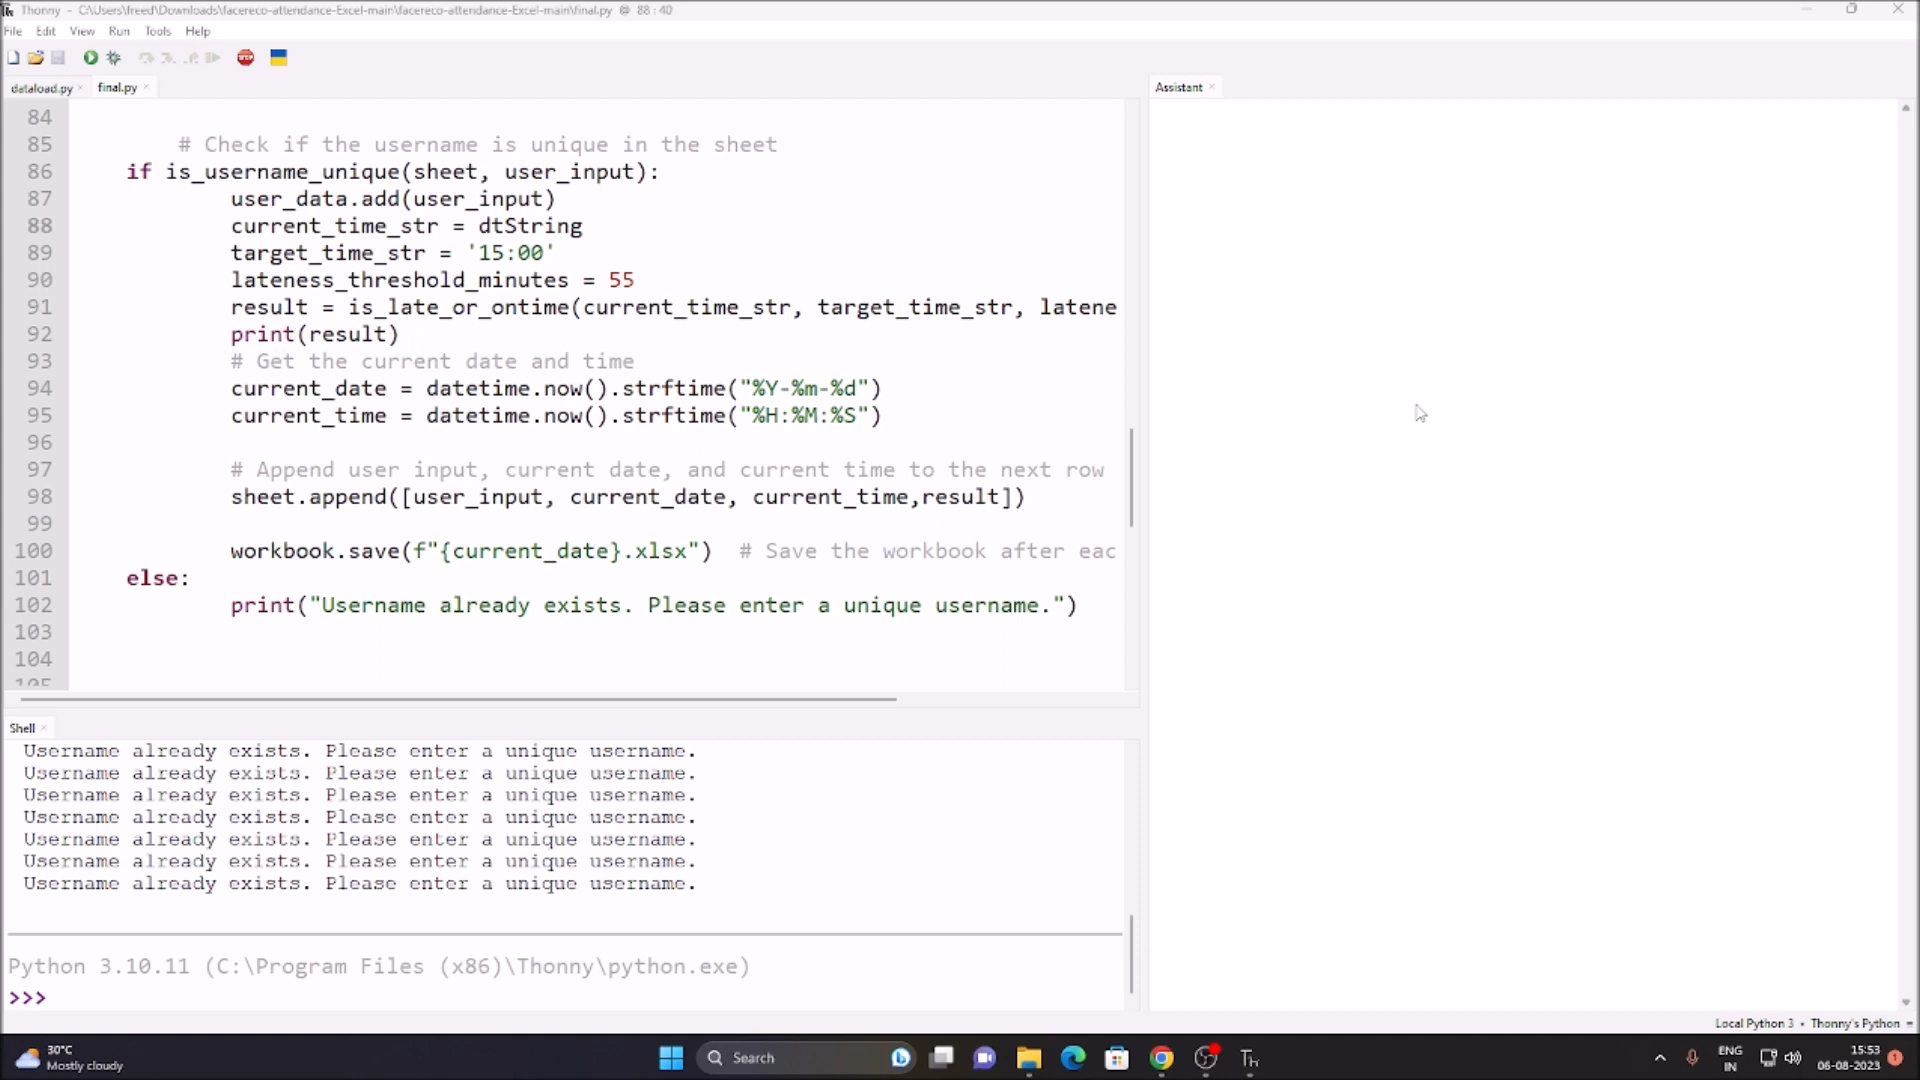 Thonny - C:\Users\freed\Downloads\facereco-attendance-Excel-main\facereco-attendance-Excel-main\final.py @ 88:40
File Edit View Run Tools Help
STOP
dataload.py × final.py ×
Assistant ×
84
85 # Check if the username is unique in the sheet
86 if is_username_unique(sheet, user_input):
87 user_data.add(user_input)
88 current_time_str = dtString
89 target_time_str = '15:00'
90 lateness_threshold_minutes = 55
91 result = is_late_or_ontime(current_time_str, target_time_str, latene
92 print(result)
93 # Get the current date and time
94 current_date = datetime.now().strftime("%Y-%m-%d")
95 current_time = datetime.now().strftime("%H:%M:%S")
96
97 # Append user input, current date, and current time to the next row
98 sheet.append([user_input, current_date, current_time,result])
99
100 workbook.save(f"{current_date}.xlsx") # Save the workbook after eac
101 else:
102 print("Username already exists. Please enter a unique username.")
103
104
105
Shell ×
Username already exists. Please enter a unique username.
Username already exists. Please enter a unique username.
Username already exists. Please enter a unique username.
Username already exists. Please enter a unique username.
Username already exists. Please enter a unique username.
Username already exists. Please enter a unique username.
Username already exists. Please enter a unique username.
Python 3.10.11 (C:\Program Files (x86)\Thonny\python.exe)
>>>
Local Python 3 • Thonny's Python
30°C
Mostly cloudy
Search
Th
ENG
IN
15:53
06-08-2023
1